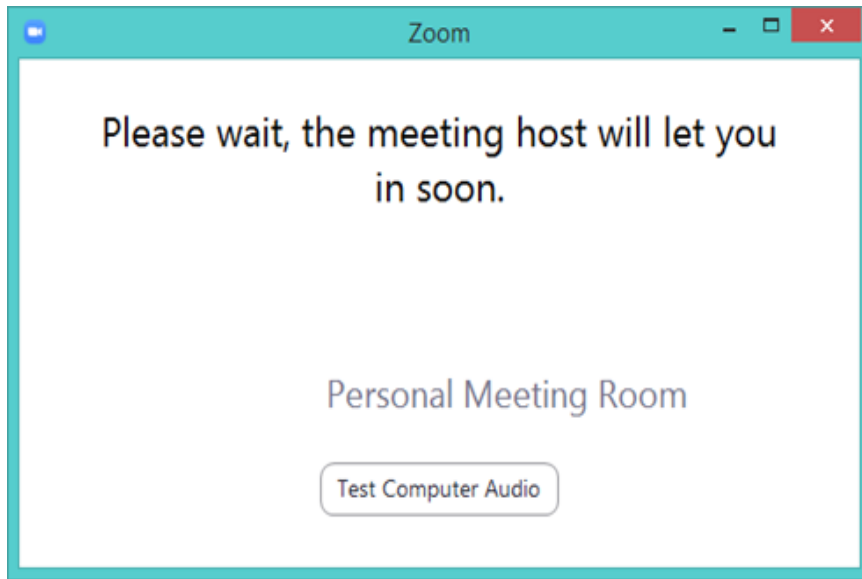 Zoom
Please wait, the meeting host will let you
in soon.
Personal Meeting Room
Test Computer Audio